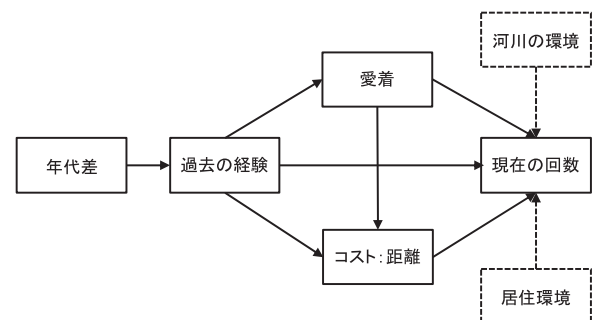 河川の環境
愛着
年代差
過去の経験
現在の回数
コスト:距離
居住環境